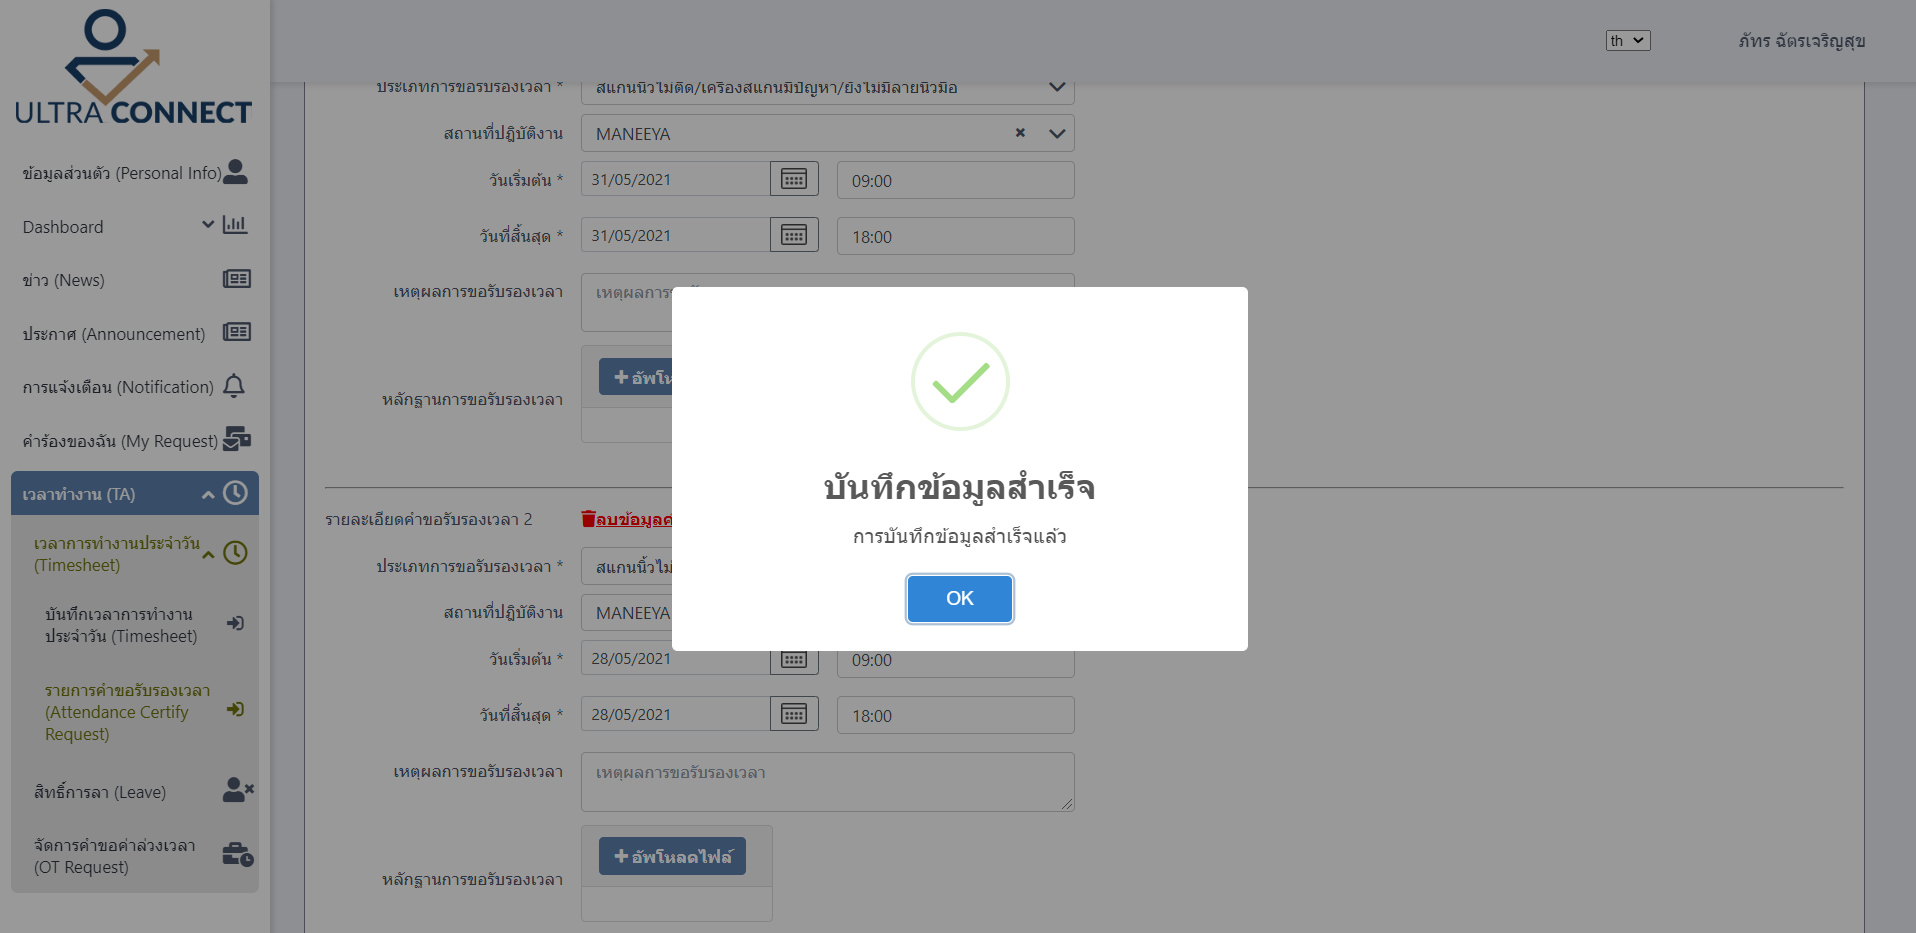 ULTRA CONNECT
th
ภัทร ฉัตรเจริญสุข
ข้อมูลส่วนตัว (Personal Info)
Dashboard
ข่าว (News)
ประกาศ (Announcement)
การแจ้งเตือน (Notification)
คำร้องของฉัน (My Request)
เวลาทำงาน (TA)
เวลาการทำงานประจำวัน
(Timesheet)
บันทึกเวลาการทำงาน
ประจำวัน (Timesheet)
รายการคำขอรับรองเวลา
(Attendance Certify
Request)
สิทธิ์การลา (Leave)
จัดการคำขอค่าล่วงเวลา
(OT Request)
ประเภทการขอรับรองเวลา * สแกนนิ้วไม่ติด/เครื่องสแกนมีปัญหา/ยังไม่มีลายนิ้วมือ
สถานที่ปฏิบัติงาน MANEEYA
วันเริ่มต้น * 31/05/2021 09:00
วันที่สิ้นสุด * 31/05/2021 18:00
เหตุผลการขอรับรองเวลา
หลักฐานการขอรับรองเวลา
บันทึกข้อมูลสำเร็จ
การบันทึกข้อมูลสำเร็จแล้ว
OK
รายละเอียดคำขอรับรองเวลา 2
ประเภทการขอรับรองเวลา * สแกนนิ้วไม่
สถานที่ปฏิบัติงาน MANEEYA
วันเริ่มต้น * 28/05/2021 09:00
วันที่สิ้นสุด * 28/05/2021 18:00
เหตุผลการขอรับรองเวลา เหตุผลการขอรับรองเวลา
+ อัพโหลดไฟล์
หลักฐานการขอรับรองเวลา